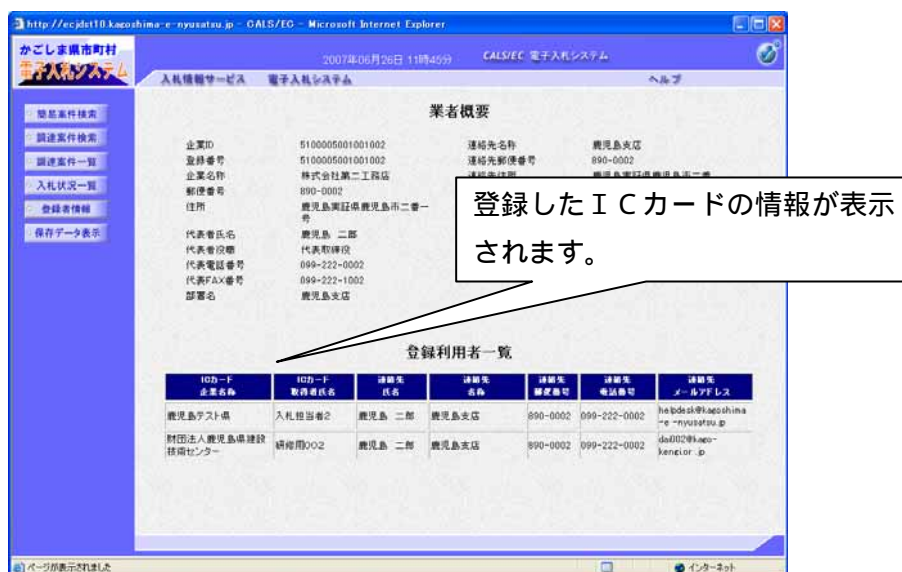 http://ecjdst10.kagoshima-e-nyusatsu.jp - CALS/EC - Microsoft Internet Explorer
かごしま県市町村
電子入札システム
2007年06月26日 11時45分 CALS/EC 電子入札システム
入札情報サービス 電子入札システム ヘルプ
簡易案件検索
調達案件検索
調達案件一覧
入札状況一覧
登録者情報
保存データ表示
業者概要
企業ID 5100005001001002 連絡先名称 鹿児島支店
登録番号 5100005001001002 連絡先郵便番号 890-0002
企業名称 株式会社第二工務店
郵便番号 890-0002
住所 鹿児島実証県鹿児島市二番一号
代表者氏名 鹿児島 二郎
代表者役職 代表取締役
代表電話番号 099-222-0002
代表FAX番号 099-222-1002
部署名 鹿児島支店
登録したＩＣカードの情報が表示
されます。
登録利用者一覧
ICカード企業名称 ICカード取得者氏名 連絡先氏名 連絡先名称 連絡先郵便番号 連絡先電話番号 連絡先メールアドレス
鹿児島テスト県 入札担当者2 鹿児島 二郎 鹿児島支店 890-0002 099-222-0002 helpdesk@kagoshima-e-nyusatsu.jp
財団法人鹿児島県建設技術センター 研修用002 鹿児島 二郎 鹿児島支店 890-0002 099-222-0002
ページが表示されました インターネット